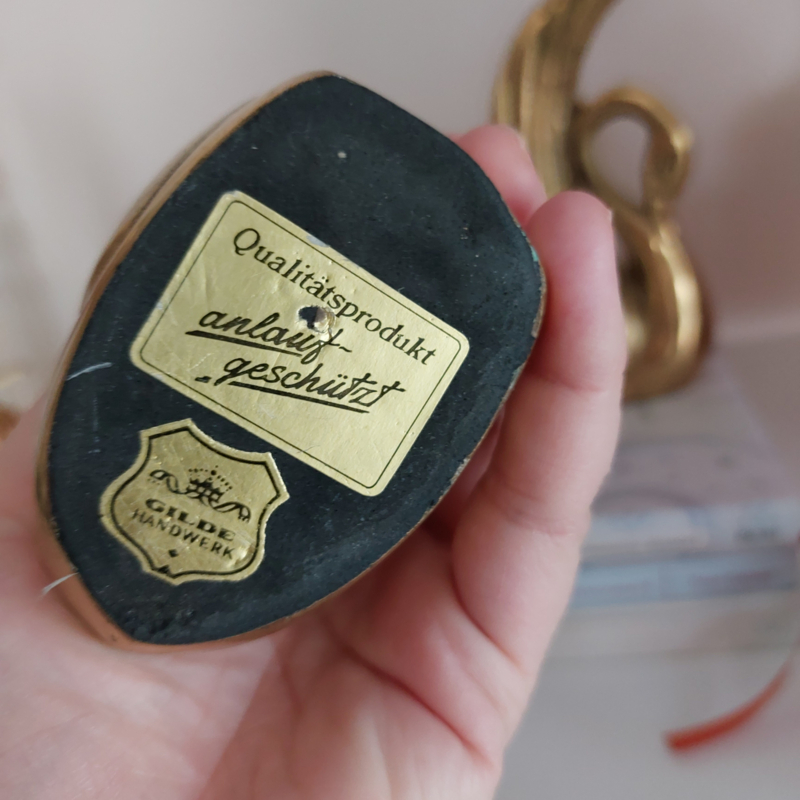 Qualitätsprodukt
anlauf-
geschützt
GILDE
HANDWERK